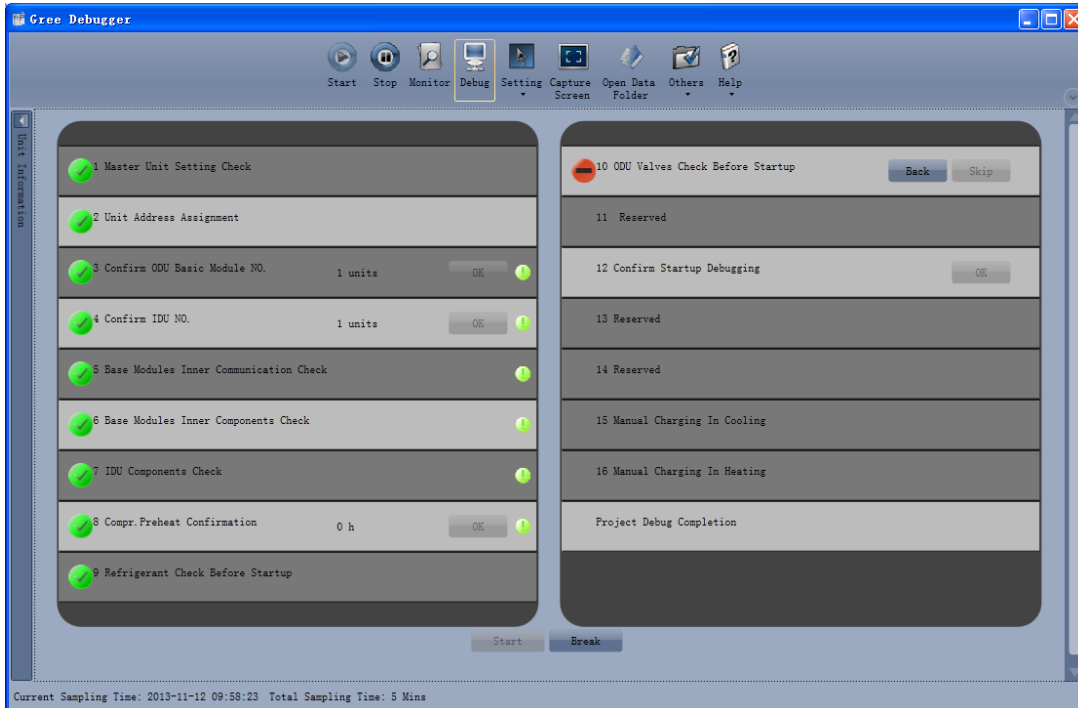 Gree Debugger
Start Stop Monitor Debug Setting Capture Screen Open Data Folder Others Help
Unit Information
1 Master Unit Setting Check
2 Unit Address Assignment
3 Confirm ODU Basic Module NO. 1 units OK
4 Confirm IDU NO. 1 units OK
5 Base Modules Inner Communication Check
6 Base Modules Inner Components Check
7 IDU Components Check
8 Compr.Preheat Confirmation 0 h OK
9 Refrigerant Check Before Startup
10 ODU Valves Check Before Startup Back Skip
11 Reserved
12 Confirm Startup Debugging OK
13 Reserved
14 Reserved
15 Manual Charging In Cooling
16 Manual Charging In Heating
Project Debug Completion
Start Break
Current Sampling Time: 2013-11-12 09:58:23 Total Sampling Time: 5 Mins